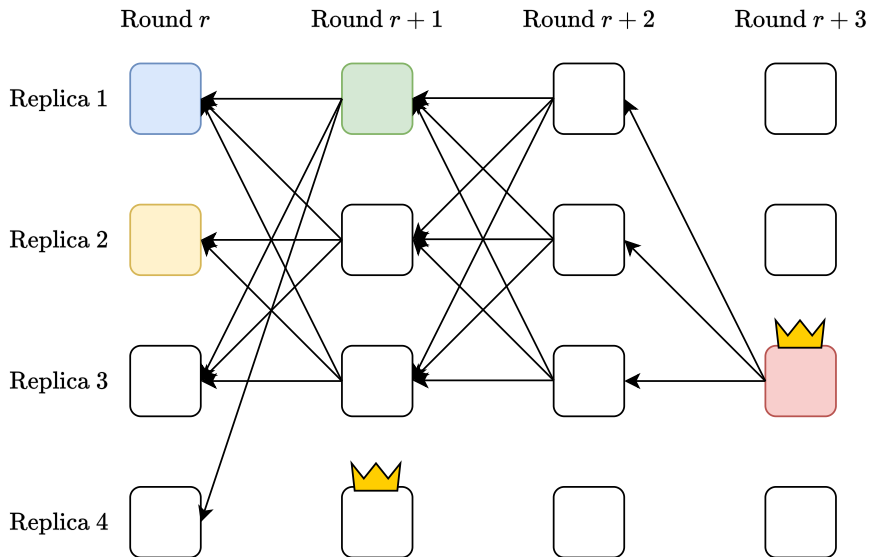 Round r
Round r + 1
Round r + 2
Round r + 3
Replica 1
Replica 2
Replica 3
Replica 4